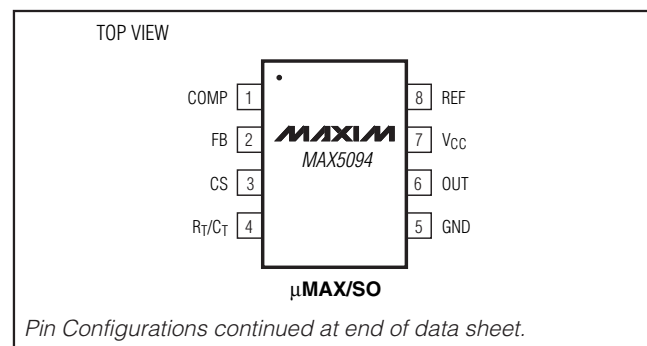 TOP VIEW
COMP 1
8 REF
FB 2
MAXIM
7 VCC
MAX5094
CS 3
6 OUT
RT/CT 4
5 GND
µMAX/SO
Pin Configurations continued at end of data sheet.